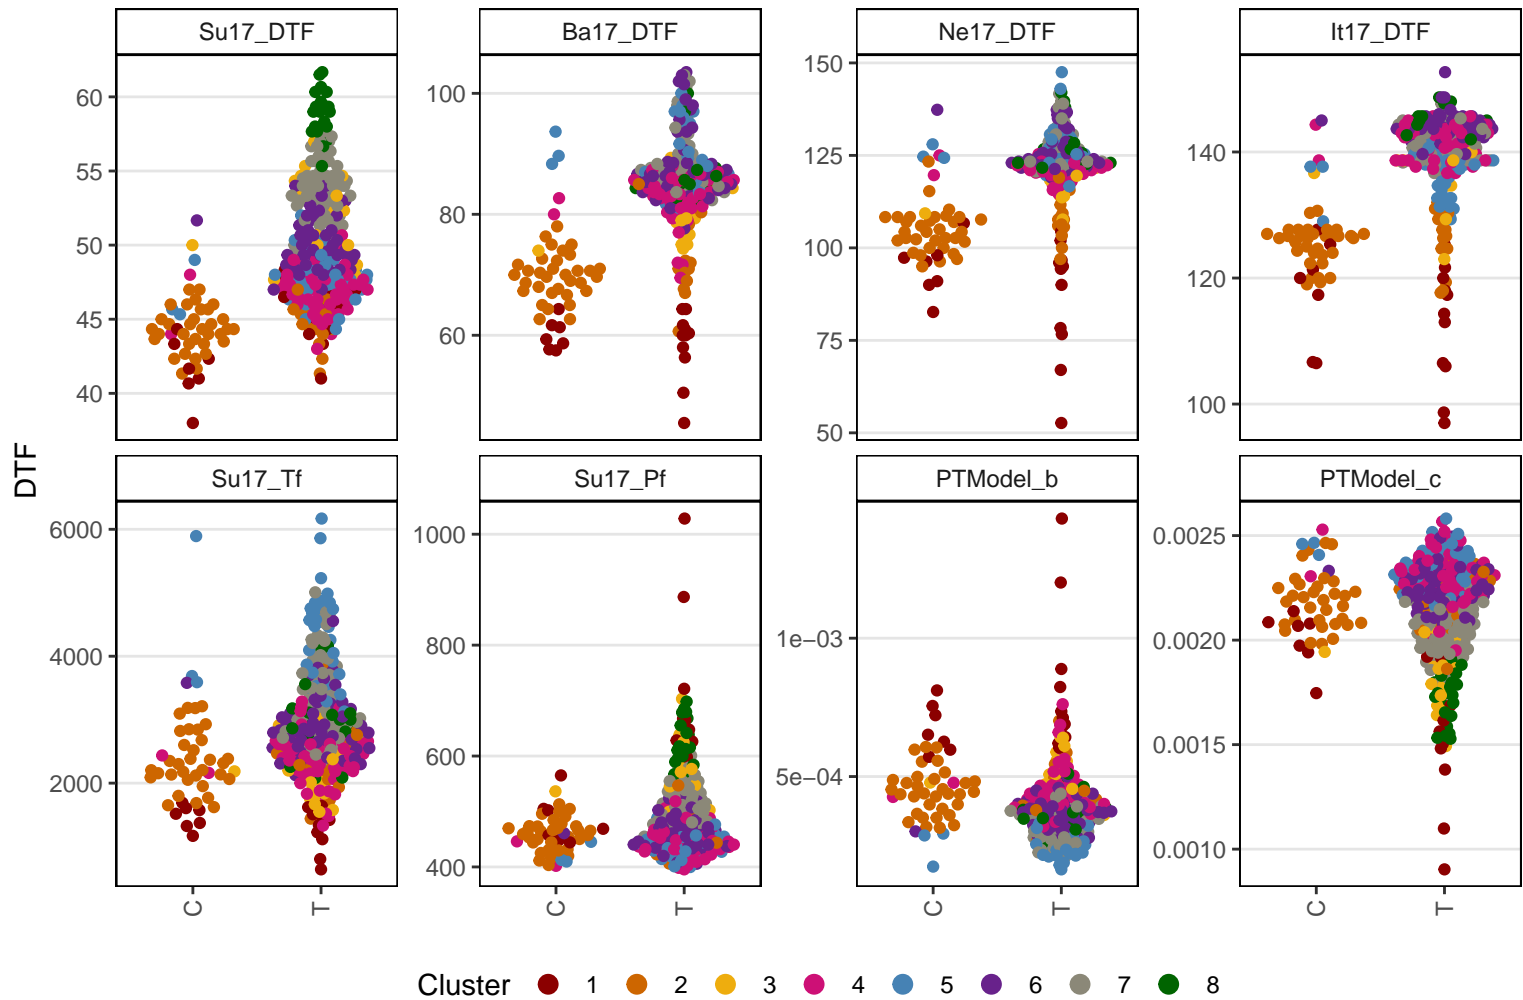 Su17_DTF
Ba17_DTF
Ne17_DTF
It17_DTF
60
55
50
45
40
100
80
60
150
125
100
75
50
140
120
100
DTF
Su17_Tf
Su17_Pf
PTModel_b
PTModel_c
6000
4000
2000
1000
800
600
400
1e−03
5e−04
0.0025
0.0020
0.0015
0.0010
C
T
C
T
C
T
C
T
Cluster 1 2 3 4 5 6 7 8